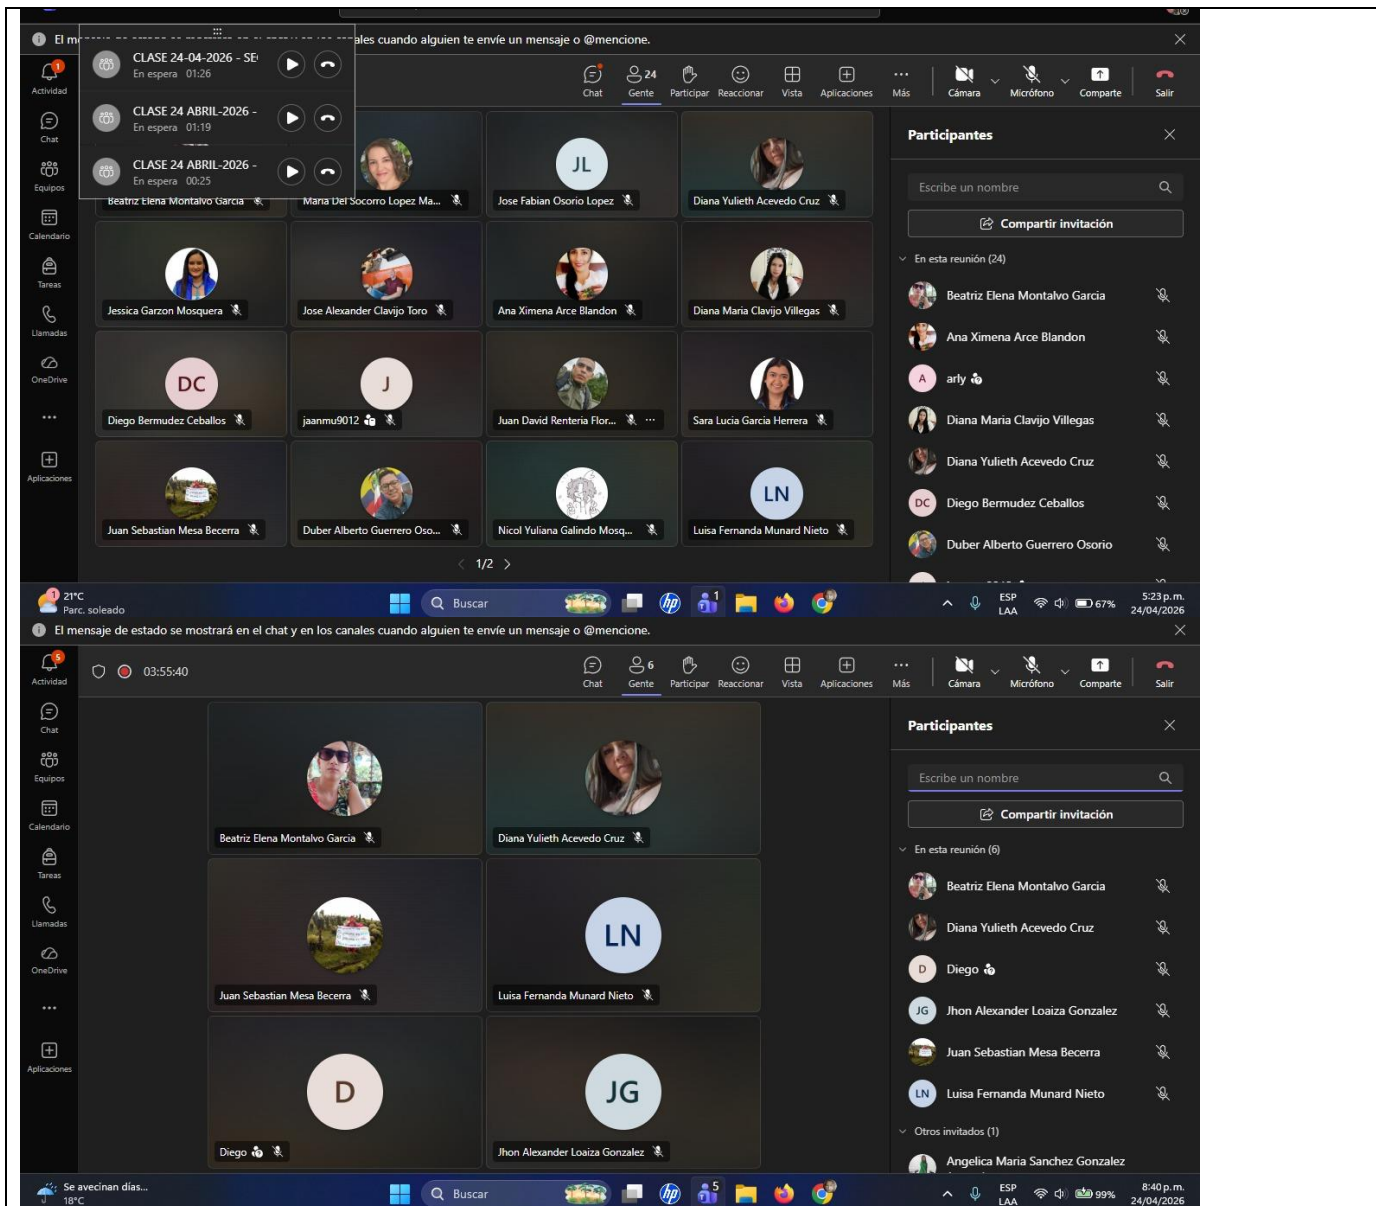 El m
ales cuando alguien te envíe un mensaje o @mencione.
CLASE 24-04-2026 - SE
En espera 01:26
CLASE 24 ABRIL-2026 -
En espera 01:19
CLASE 24 ABRIL-2026 -
En espera 00:25
1
Actividad
Chat
Equipos
Calendario
Tareas
Llamadas
OneDrive
Aplicaciones
Chat
24
Gente
Participar
Reaccionar
Vista
Aplicaciones
Más
Cámara
Micrófono
Comparte
Salir
Beatriz Elena Montalvo Garcia
Maria Del Socorro Lopez Ma...
JL
Jose Fabian Osorio Lopez
Diana Yulieth Acevedo Cruz
Jessica Garzon Mosquera
Jose Alexander Clavijo Toro
Ana Ximena Arce Blandon
Diana Maria Clavijo Villegas
DC
Diego Bermudez Ceballos
J
jaanmu9012
Juan David Renteria Flor...
Sara Lucia Garcia Herrera
Juan Sebastian Mesa Becerra
Duber Alberto Guerrero Oso...
Nicol Yuliana Galindo Mosq...
LN
Luisa Fernanda Munard Nieto
1/2
Participantes
Escribe un nombre
Compartir invitación
En esta reunión (24)
Beatriz Elena Montalvo Garcia
Ana Ximena Arce Blandon
A
arly
Diana Maria Clavijo Villegas
Diana Yulieth Acevedo Cruz
DC
Diego Bermudez Ceballos
Duber Alberto Guerrero Osorio
1
21°C
Parc. soleado
Buscar
hp
1
ESP
LAA
67%
5:23 p. m.
24/04/2026
El mensaje de estado se mostrará en el chat y en los canales cuando alguien te envíe un mensaje o @mencione.
5
Actividad
Chat
Equipos
Calendario
Tareas
Llamadas
OneDrive
Aplicaciones
03:55:40
Chat
6
Gente
Participar
Reaccionar
Vista
Aplicaciones
Más
Cámara
Micrófono
Comparte
Salir
Beatriz Elena Montalvo Garcia
Diana Yulieth Acevedo Cruz
Juan Sebastian Mesa Becerra
LN
Luisa Fernanda Munard Nieto
D
Diego
JG
Jhon Alexander Loaiza Gonzalez
Participantes
Escribe un nombre
Compartir invitación
En esta reunión (6)
Beatriz Elena Montalvo Garcia
Diana Yulieth Acevedo Cruz
D
Diego
JG
Jhon Alexander Loaiza Gonzalez
Juan Sebastian Mesa Becerra
LN
Luisa Fernanda Munard Nieto
Otros invitados (1)
Angelica Maria Sanchez Gonzalez
Se avecinan días...
18°C
Buscar
hp
5
ESP
LAA
99%
8:40 p. m.
24/04/2026